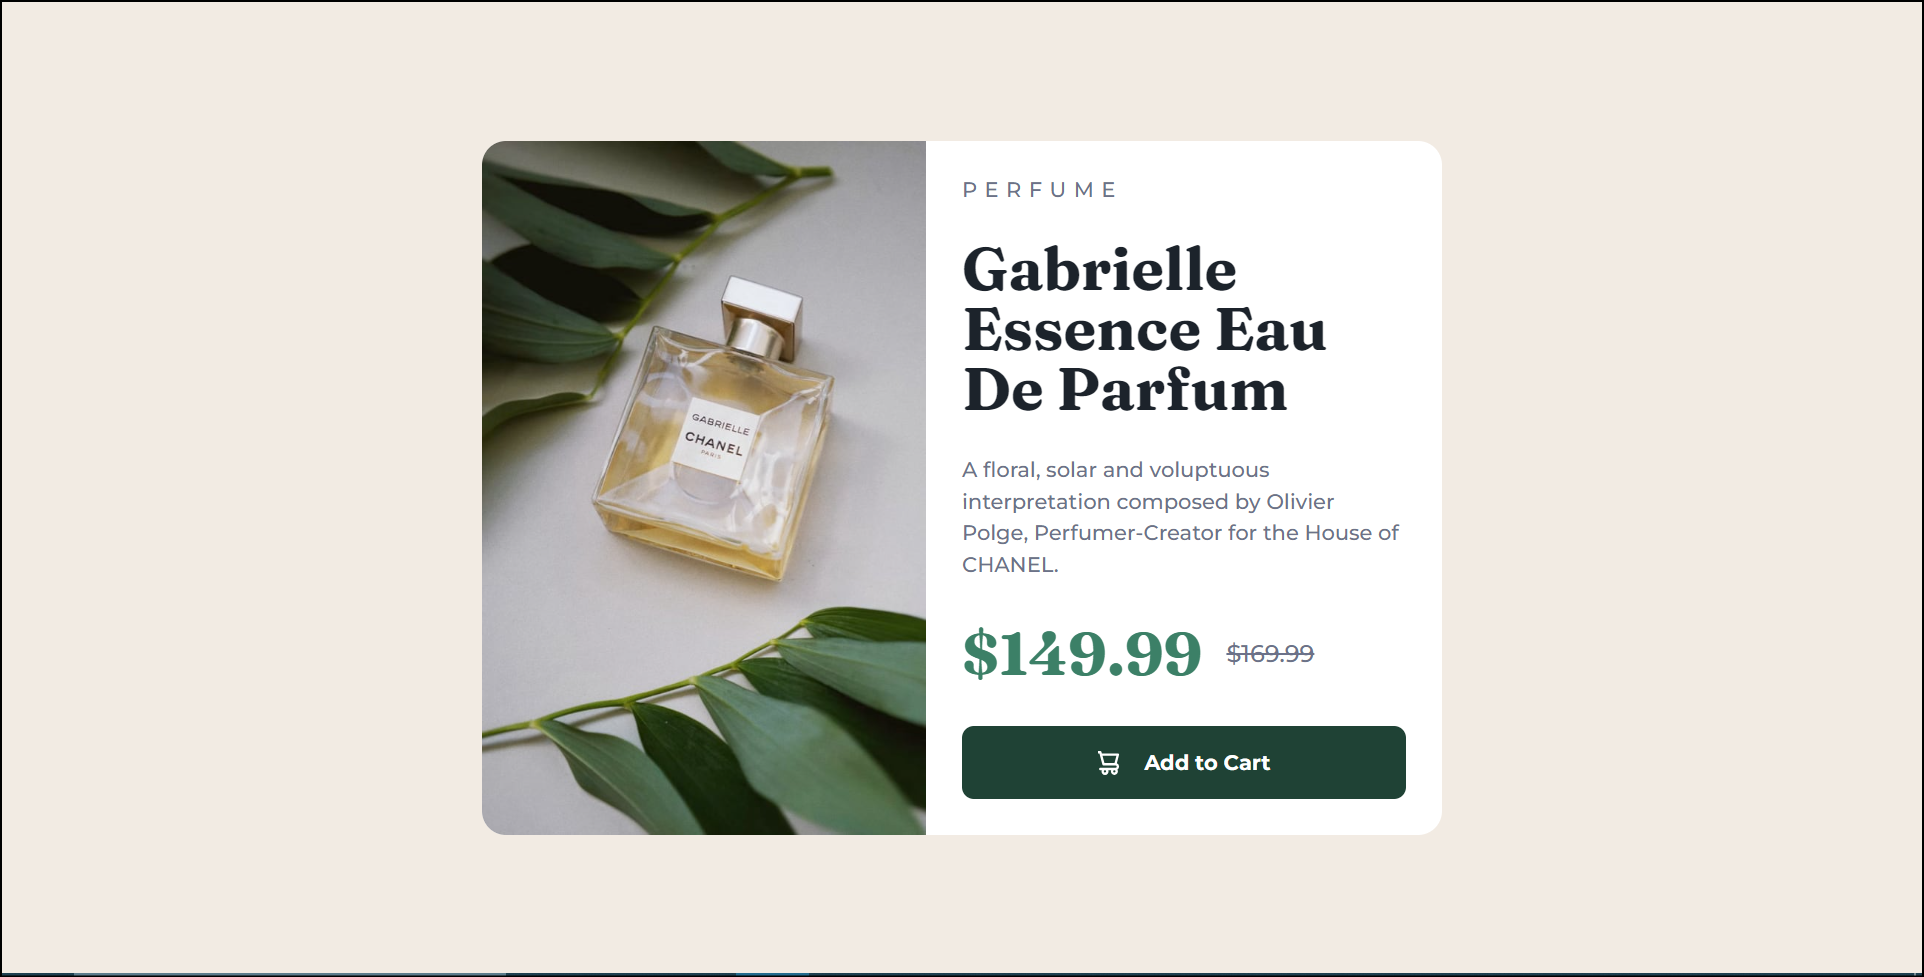 GABRIELLE
CHANEL
PARIS
PERFUME
Gabrielle
Essence Eau
De Parfum
A floral, solar and voluptuous
interpretation composed by Olivier
Polge, Perfumer-Creator for the House of
CHANEL.
$149.99 $169.99
Add to Cart